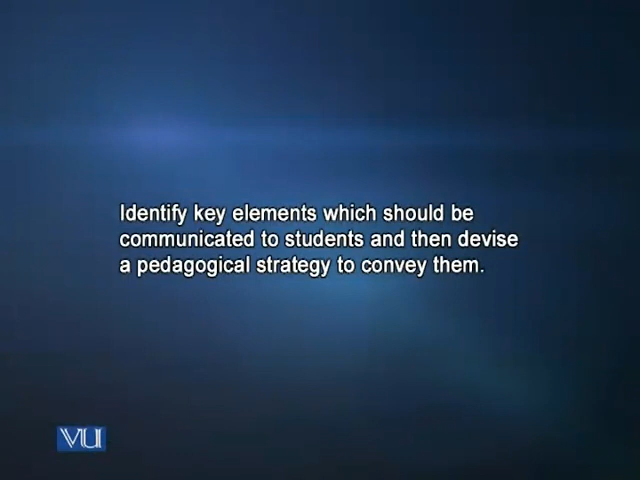 Identify key elements which should be
communicated to students and then devise
a pedagogical strategy to convey them.
VU